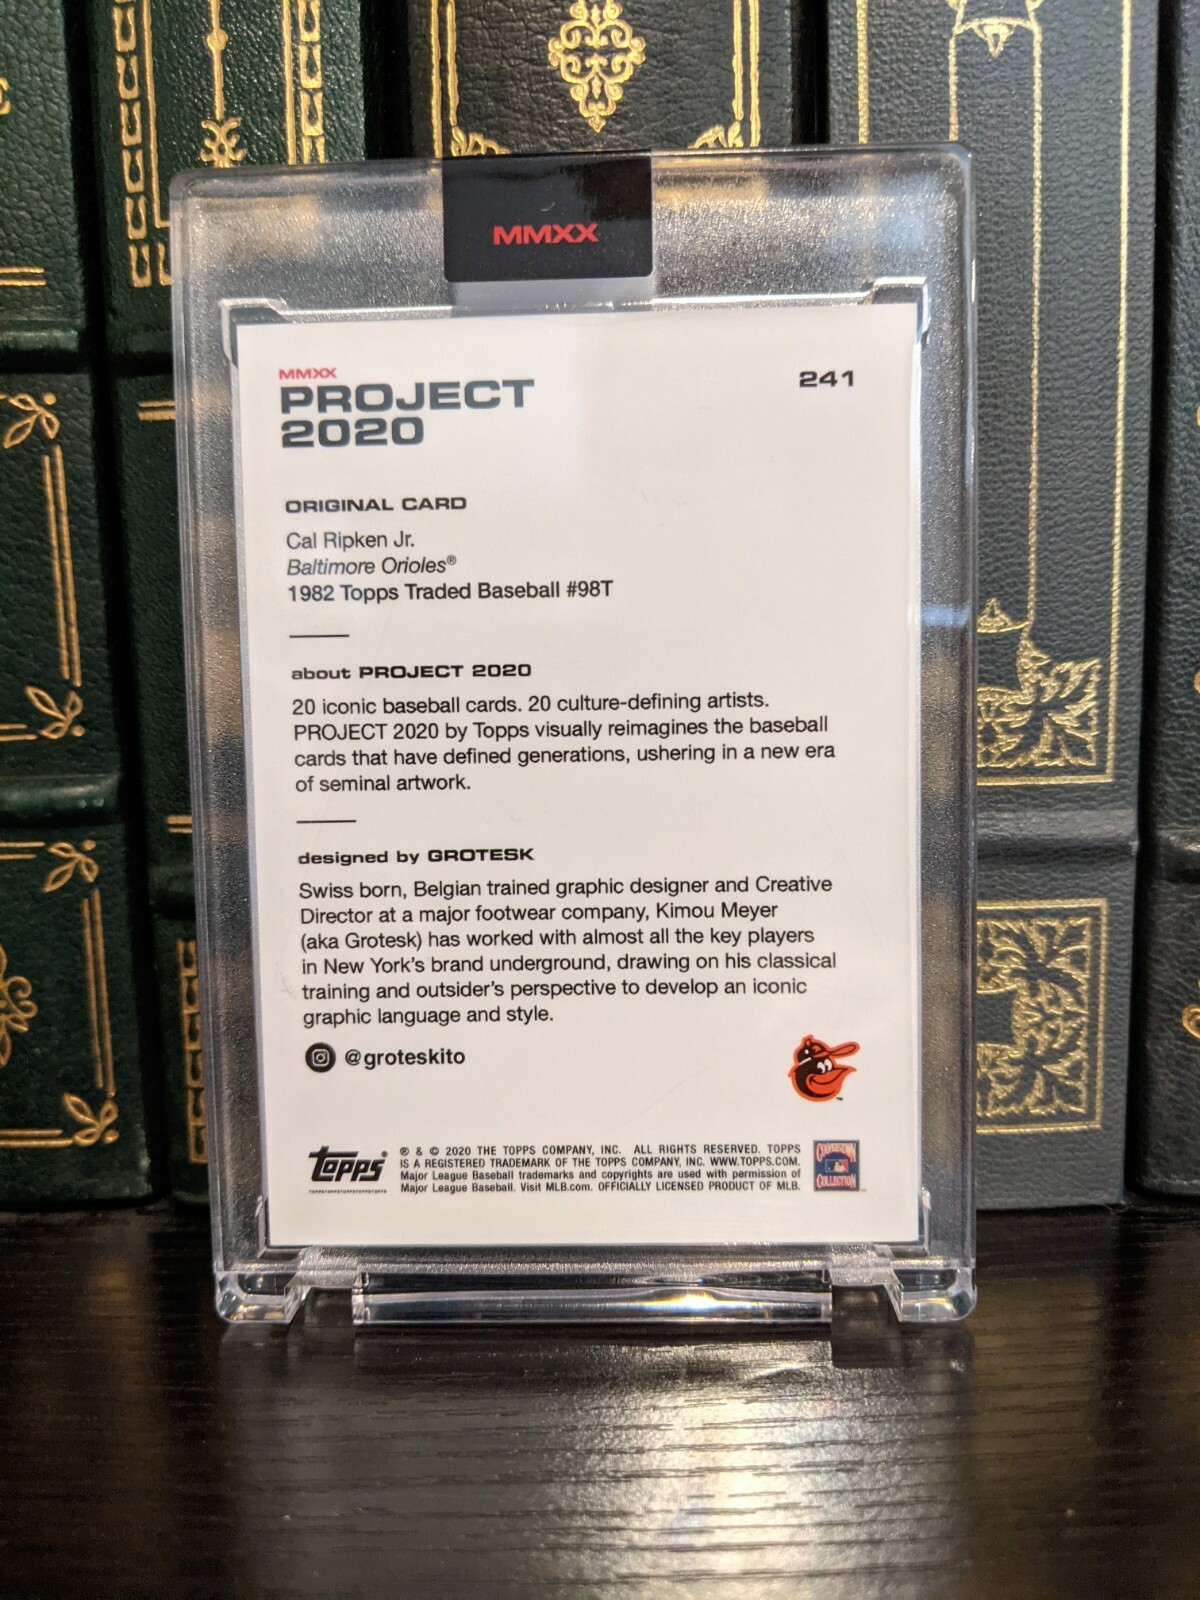 MMXX
MMXX
PROJECT
2020
241
ORIGINAL CARD
Cal Ripken Jr.
Baltimore Orioles®
1982 Topps Traded Baseball #98T
about PROJECT 2020
20 iconic baseball cards. 20 culture-defining artists.
PROJECT 2020 by Topps visually reimagines the baseball
cards that have defined generations, ushering in a new era
of seminal artwork.
designed by GROTESK
Swiss born, Belgian trained graphic designer and Creative
Director at a major footwear company, Kimou Meyer
(aka Grotesk) has worked with almost all the key players
in New York's brand underground, drawing on his classical
training and outsider's perspective to develop an iconic
graphic language and style.
@groteskito
topps®
® & © 2020 THE TOPPS COMPANY, INC. ALL RIGHTS RESERVED. TOPPS
IS A REGISTERED TRADEMARK OF THE TOPPS COMPANY, INC. WWW.TOPPS.COM.
Major League Baseball trademarks and copyrights are used with permission of
Major League Baseball. Visit MLB.com. OFFICIALLY LICENSED PRODUCT OF MLB.
COOPERSTOWN
COLLECTION